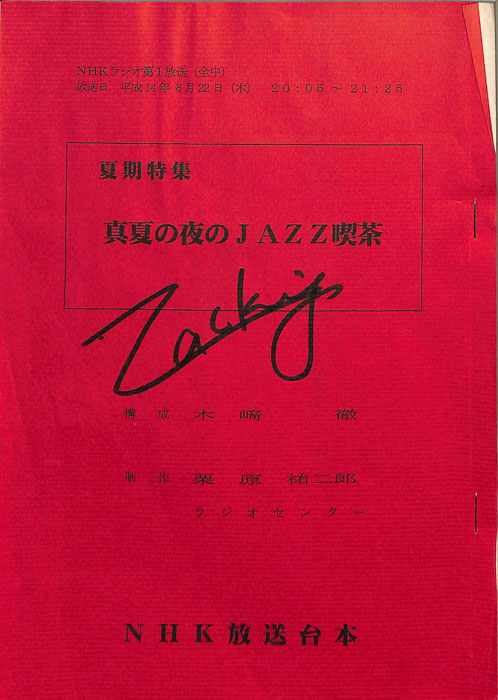 NHKラジオ第1放送（全中）
放送日 平成14年 8月22日（木） 20：05～21：25
夏期特集
真夏の夜のＪＡＺＺ喫茶
構成 木﨑 徹
制作 栗原 祐二郎
ラジオセンター
ＮＨＫ放送台本